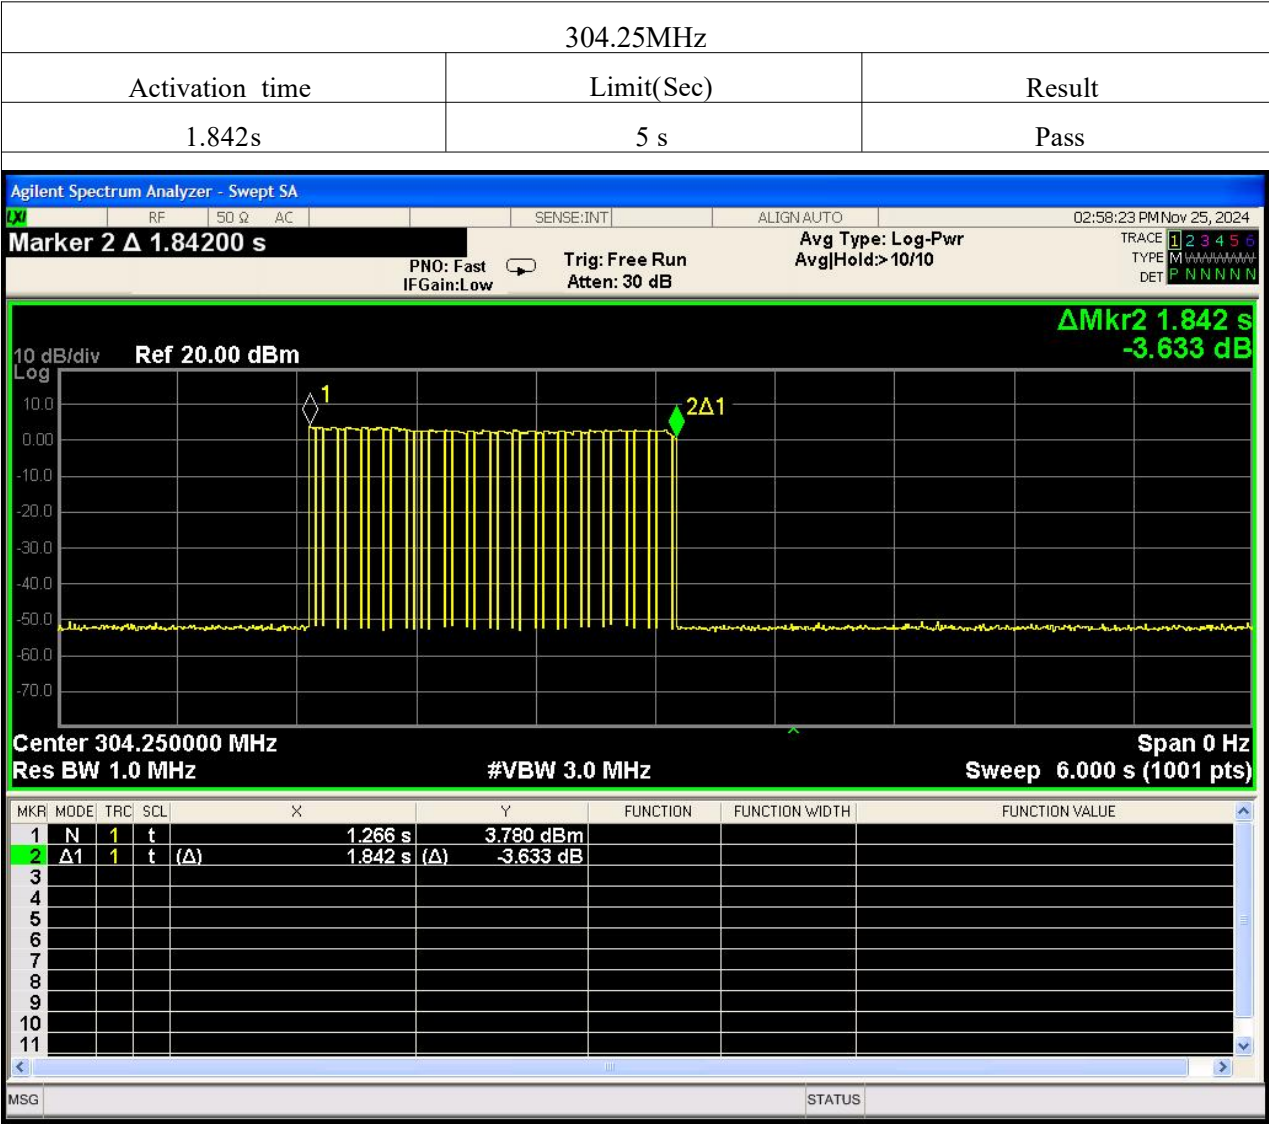 304.25MHz
Activation time Limit(Sec) Result
1.842s 5 s Pass
Agilent Spectrum Analyzer - Swept SA
LXI RF 50 Ω AC SENSE:INT ALIGN AUTO 02:58:23 PM Nov 25, 2024
Marker 2 Δ 1.84200 s
PNO: Fast
IFGain:Low
Trig: Free Run
Atten: 30 dB
Avg Type: Log-Pwr
Avg|Hold:>10/10
TRACE 1 2 3 4 5 6
TYPE M
DET P N N N N N
ΔMkr2 1.842 s
-3.633 dB
10 dB/div Ref 20.00 dBm
Log
10.0
0.00
-10.0
-20.0
-30.0
-40.0
-50.0
-60.0
-70.0
1
2Δ1
Center 304.250000 MHz Span 0 Hz
Res BW 1.0 MHz #VBW 3.0 MHz Sweep 6.000 s (1001 pts)
MKR MODE TRC SCL X Y FUNCTION FUNCTION WIDTH FUNCTION VALUE
1 N 1 t 1.266 s 3.780 dBm
2 Δ1 1 t (Δ) 1.842 s (Δ) -3.633 dB
3
4
5
6
7
8
9
10
11
MSG STATUS